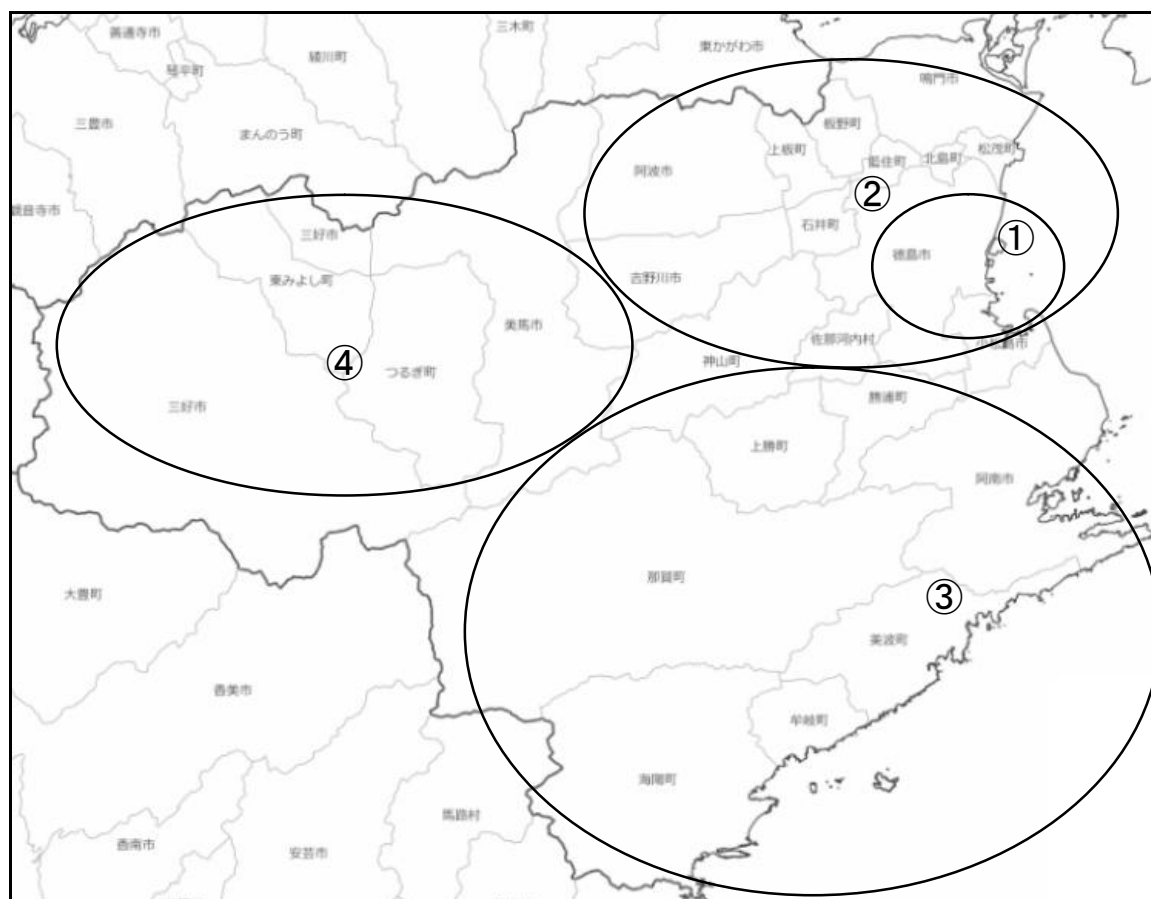 善通寺市
三木町
綾川町
東かがわ市
琴平町
鳴門市
三豊市
まんのう町
板野町
上板町
藍住町
北島町
松茂町
阿波市
②
観音寺市
石井町
①
三好市
徳島市
東みよし町
吉野川市
美馬市
佐那河内村
小松島市
④
神山町
つるぎ町
勝浦町
三好市
上勝町
阿南市
那賀町
大豊町
③
美波町
香美市
牟岐町
海陽町
馬路村
香南市
安芸市